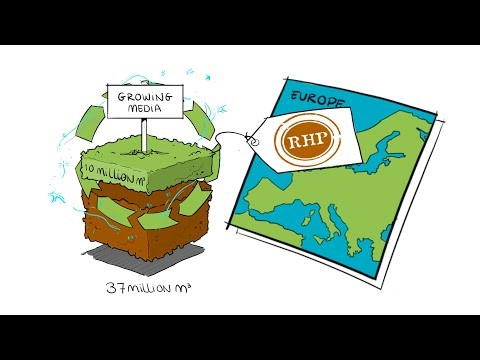 GROWING
MEDIA
10 MILLION M³
37 MILLION M³
EUROPE
RHP